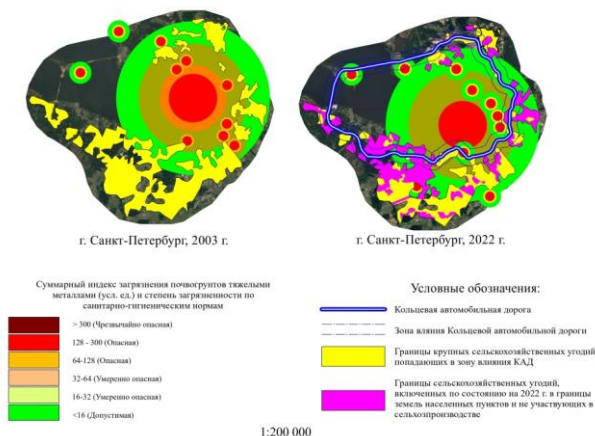 г. Санкт-Петербург, 2003 г.
г. Санкт-Петербург, 2022 г.
Суммарный индекс загрязнения почвогрунтов тяжелыми
металлами (усл. ед.) и степень загрязненности по
санитарно-гигиеническим нормам
> 300 (Чрезвычайно опасная)
128 - 300 (Опасная)
64-128 (Опасная)
32-64 (Умеренно опасная)
16-32 (Умеренно опасная)
<16 (Допустимая)
Условные обозначения:
Кольцевая автомобильная дорога
Зона вляния Кольцевой автомобильной дороги
Границы крупных сельскохозяйственных угодий,
попадающих в зону влияния КАД
Границы сельскохозяйственных угодий,
включенных по состоянию на 2022 г. в границы
земель населенных пунктов и не участвующих в
сельхозпроизводстве
1:200 000